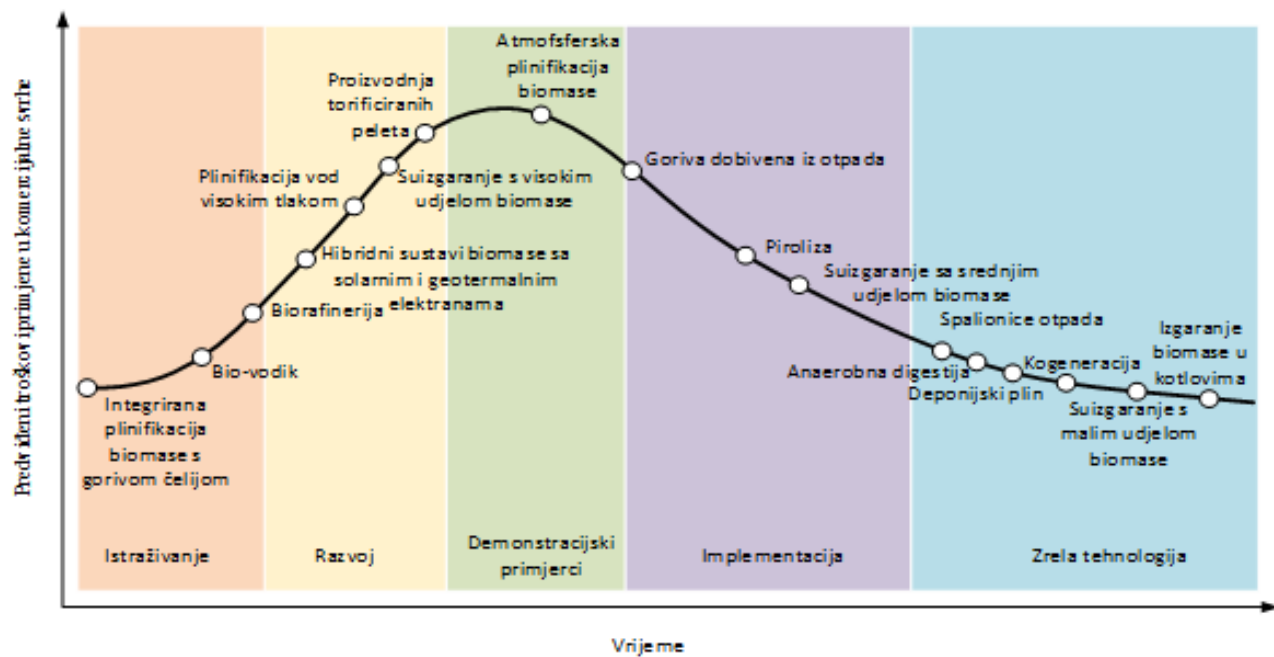 Predviđeni troškovi primjene u komercijalne svrhe
Atmofsferska
plinifikacija
biomase
Proizvodnja
torificiranih
peleta
Goriva dobivena iz otpada
Plinifikacija vod
visokim tlakom
Suizgaranje s visokim
udjelom biomase
Hibridni sustavi biomase sa
solarnim i geotermalnim
elektranama
Biorafinerija
Bio-vodik
Integrirana
plinifikacija
biomase s
gorivom čelijom
Piroliza
Suizgaranje sa srednjim
udjelom biomase
Spalionice otpada
Anaerobna digestija
Deponijski plin
Kogeneracija
Izgaranje
biomase u
kotlovima
Suizgaranje s
malim udjelom
biomase
Istraživanje
Razvoj
Demonstracijski
primjerci
Implementacija
Zrela tehnologija
Vrijeme